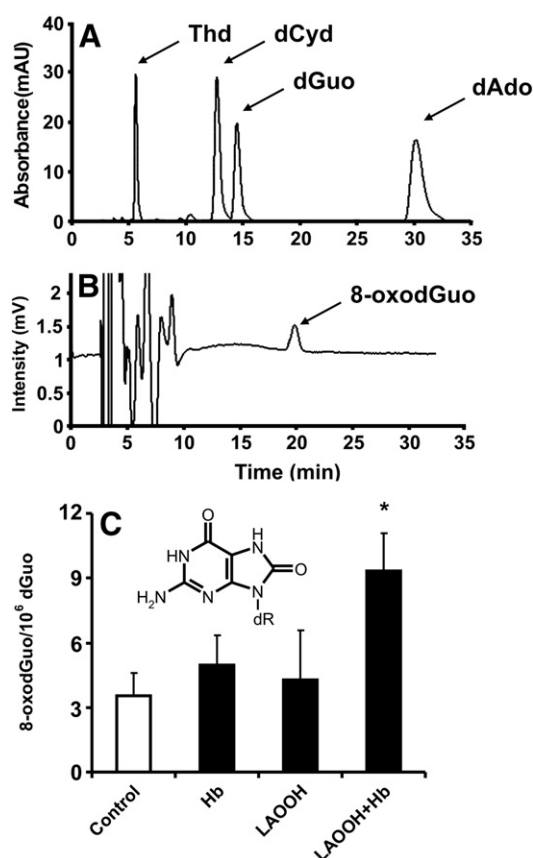 A
Absorbance(mAU)
40
30
20
10
0
Thd
dCyd
dGuo
dAdo
0 5 10 15 20 25 30 35
B
Intensity (mV)
2
1.5
1
0.5
0
8-oxodGuo
0 5 10 15 20 25 30 35
Time (min)
C
8-oxodGuo/10⁶ dGuo
12
9
6
3
0
O
HN
H₂N
N
H
N
O
N
dR
*
Control
Hb
LAOOH
LAOOH+Hb